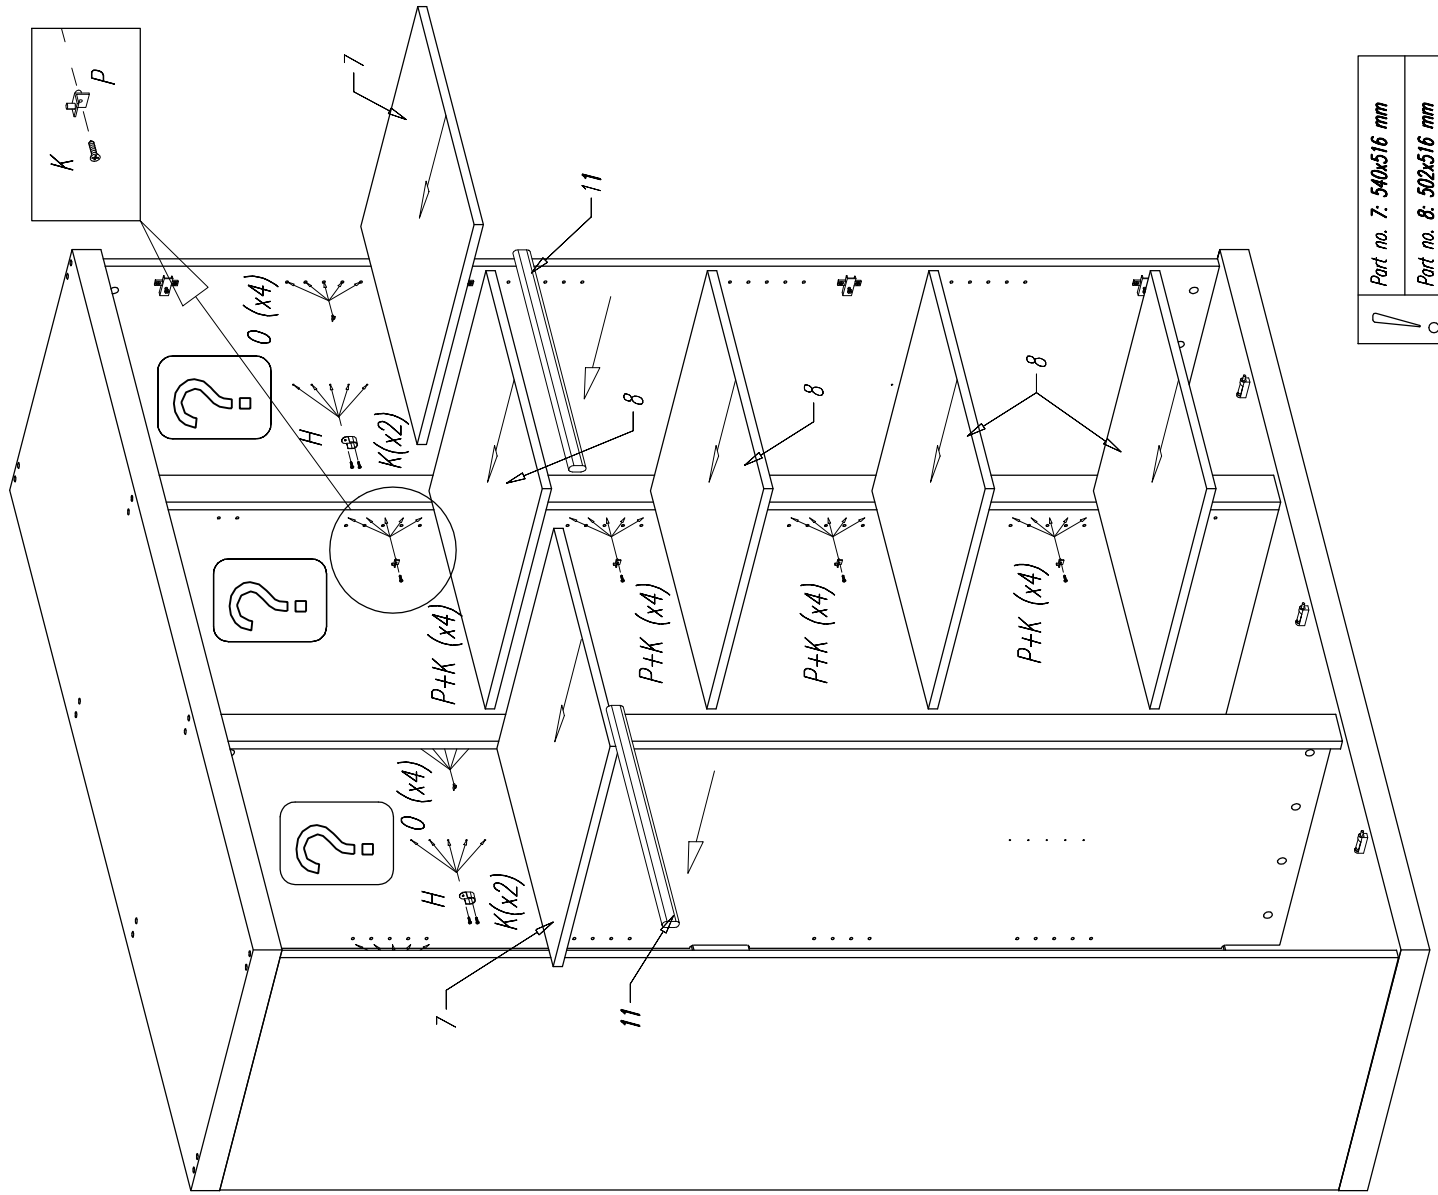 K
P
7
O (x4)
H
K(x2)
11
8
P+K (x4)
8
P+K (x4)
P+K (x4)
8
P+K (x4)
?
?
?
O (x4)
H
K(x2)
7
11
Part no. 7: 540x516 mm
Part no. 8: 502x516 mm